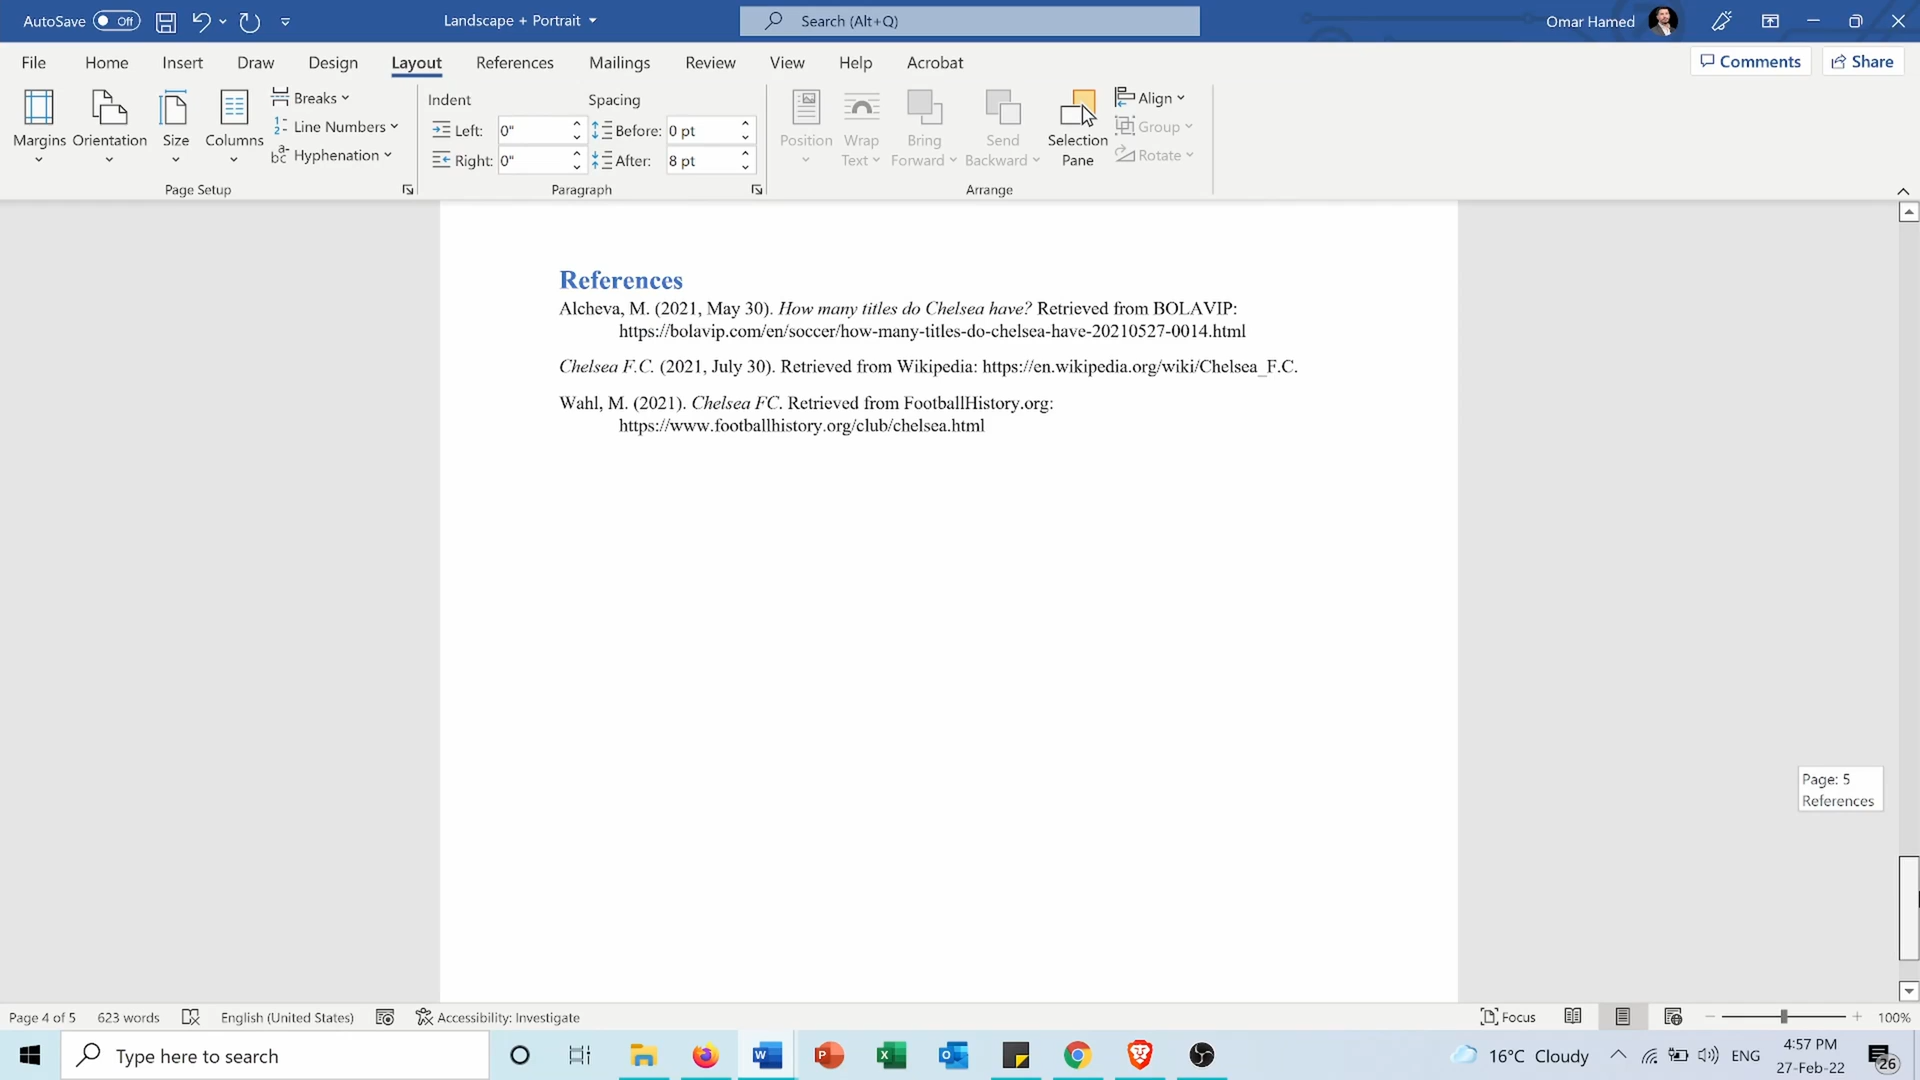 AutoSave Off Landscape + Portrait Search (Alt+Q) Omar Hamed
File Home Insert Draw Design Layout References Mailings Review View Help Acrobat Comments Share
Margins Orientation Size Columns
Breaks
Line Numbers
Hyphenation
Page Setup
Indent
Left: 0"
Right: 0"
Spacing
Before: 0 pt
After: 8 pt
Paragraph
Position
Wrap
Text
Bring
Forward
Send
Backward
Selection
Pane
Align
Group
Rotate
Arrange
References
Alcheva, M. (2021, May 30). How many titles do Chelsea have? Retrieved from BOLAVIP:
https://bolavip.com/en/soccer/how-many-titles-do-chelsea-have-20210527-0014.html
Chelsea F.C. (2021, July 30). Retrieved from Wikipedia: https://en.wikipedia.org/wiki/Chelsea_F.C.
Wahl, M. (2021). Chelsea FC. Retrieved from FootballHistory.org:
https://www.footballhistory.org/club/chelsea.html
Page: 5
References
Page 4 of 5 623 words English (United States) Accessibility: Investigate Focus 100%
Type here to search 16°C Cloudy ENG
4:57 PM
27-Feb-22
26